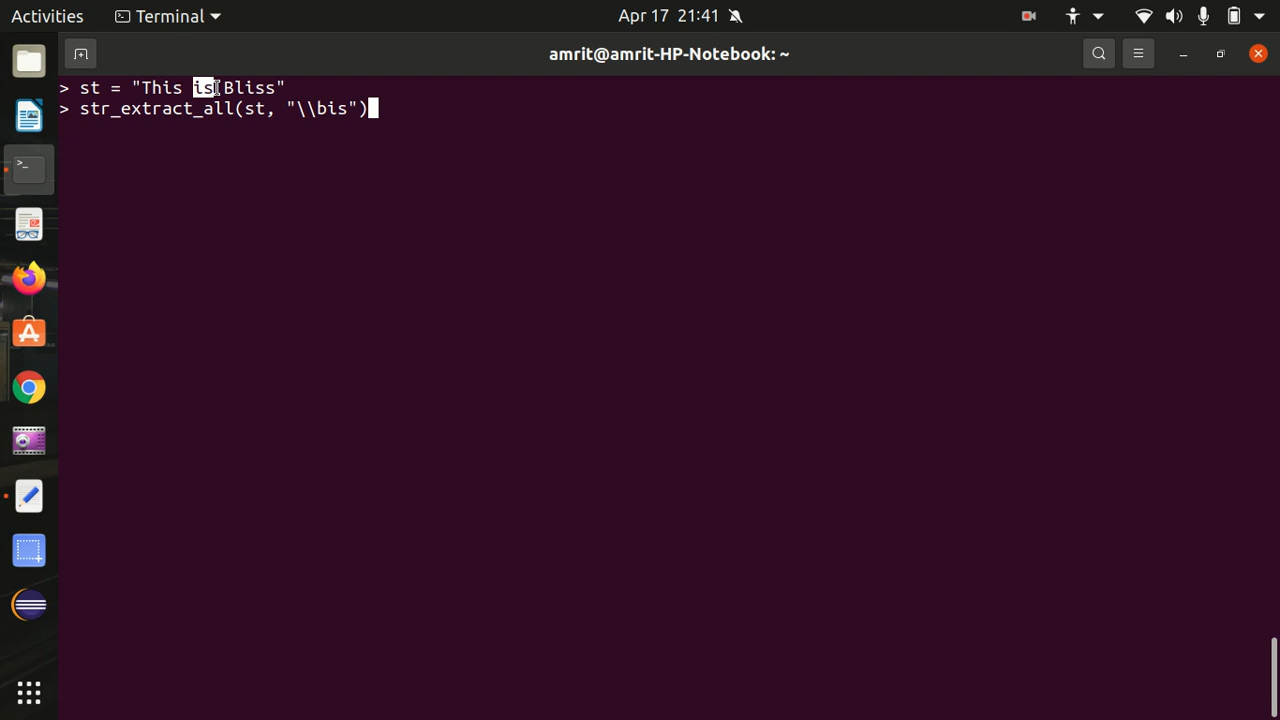 Activities
Terminal
Apr 17 21:41
amrit@amrit-HP-Notebook: ~
> st = "This is Bliss"
> str_extract_all(st, "\\bis")